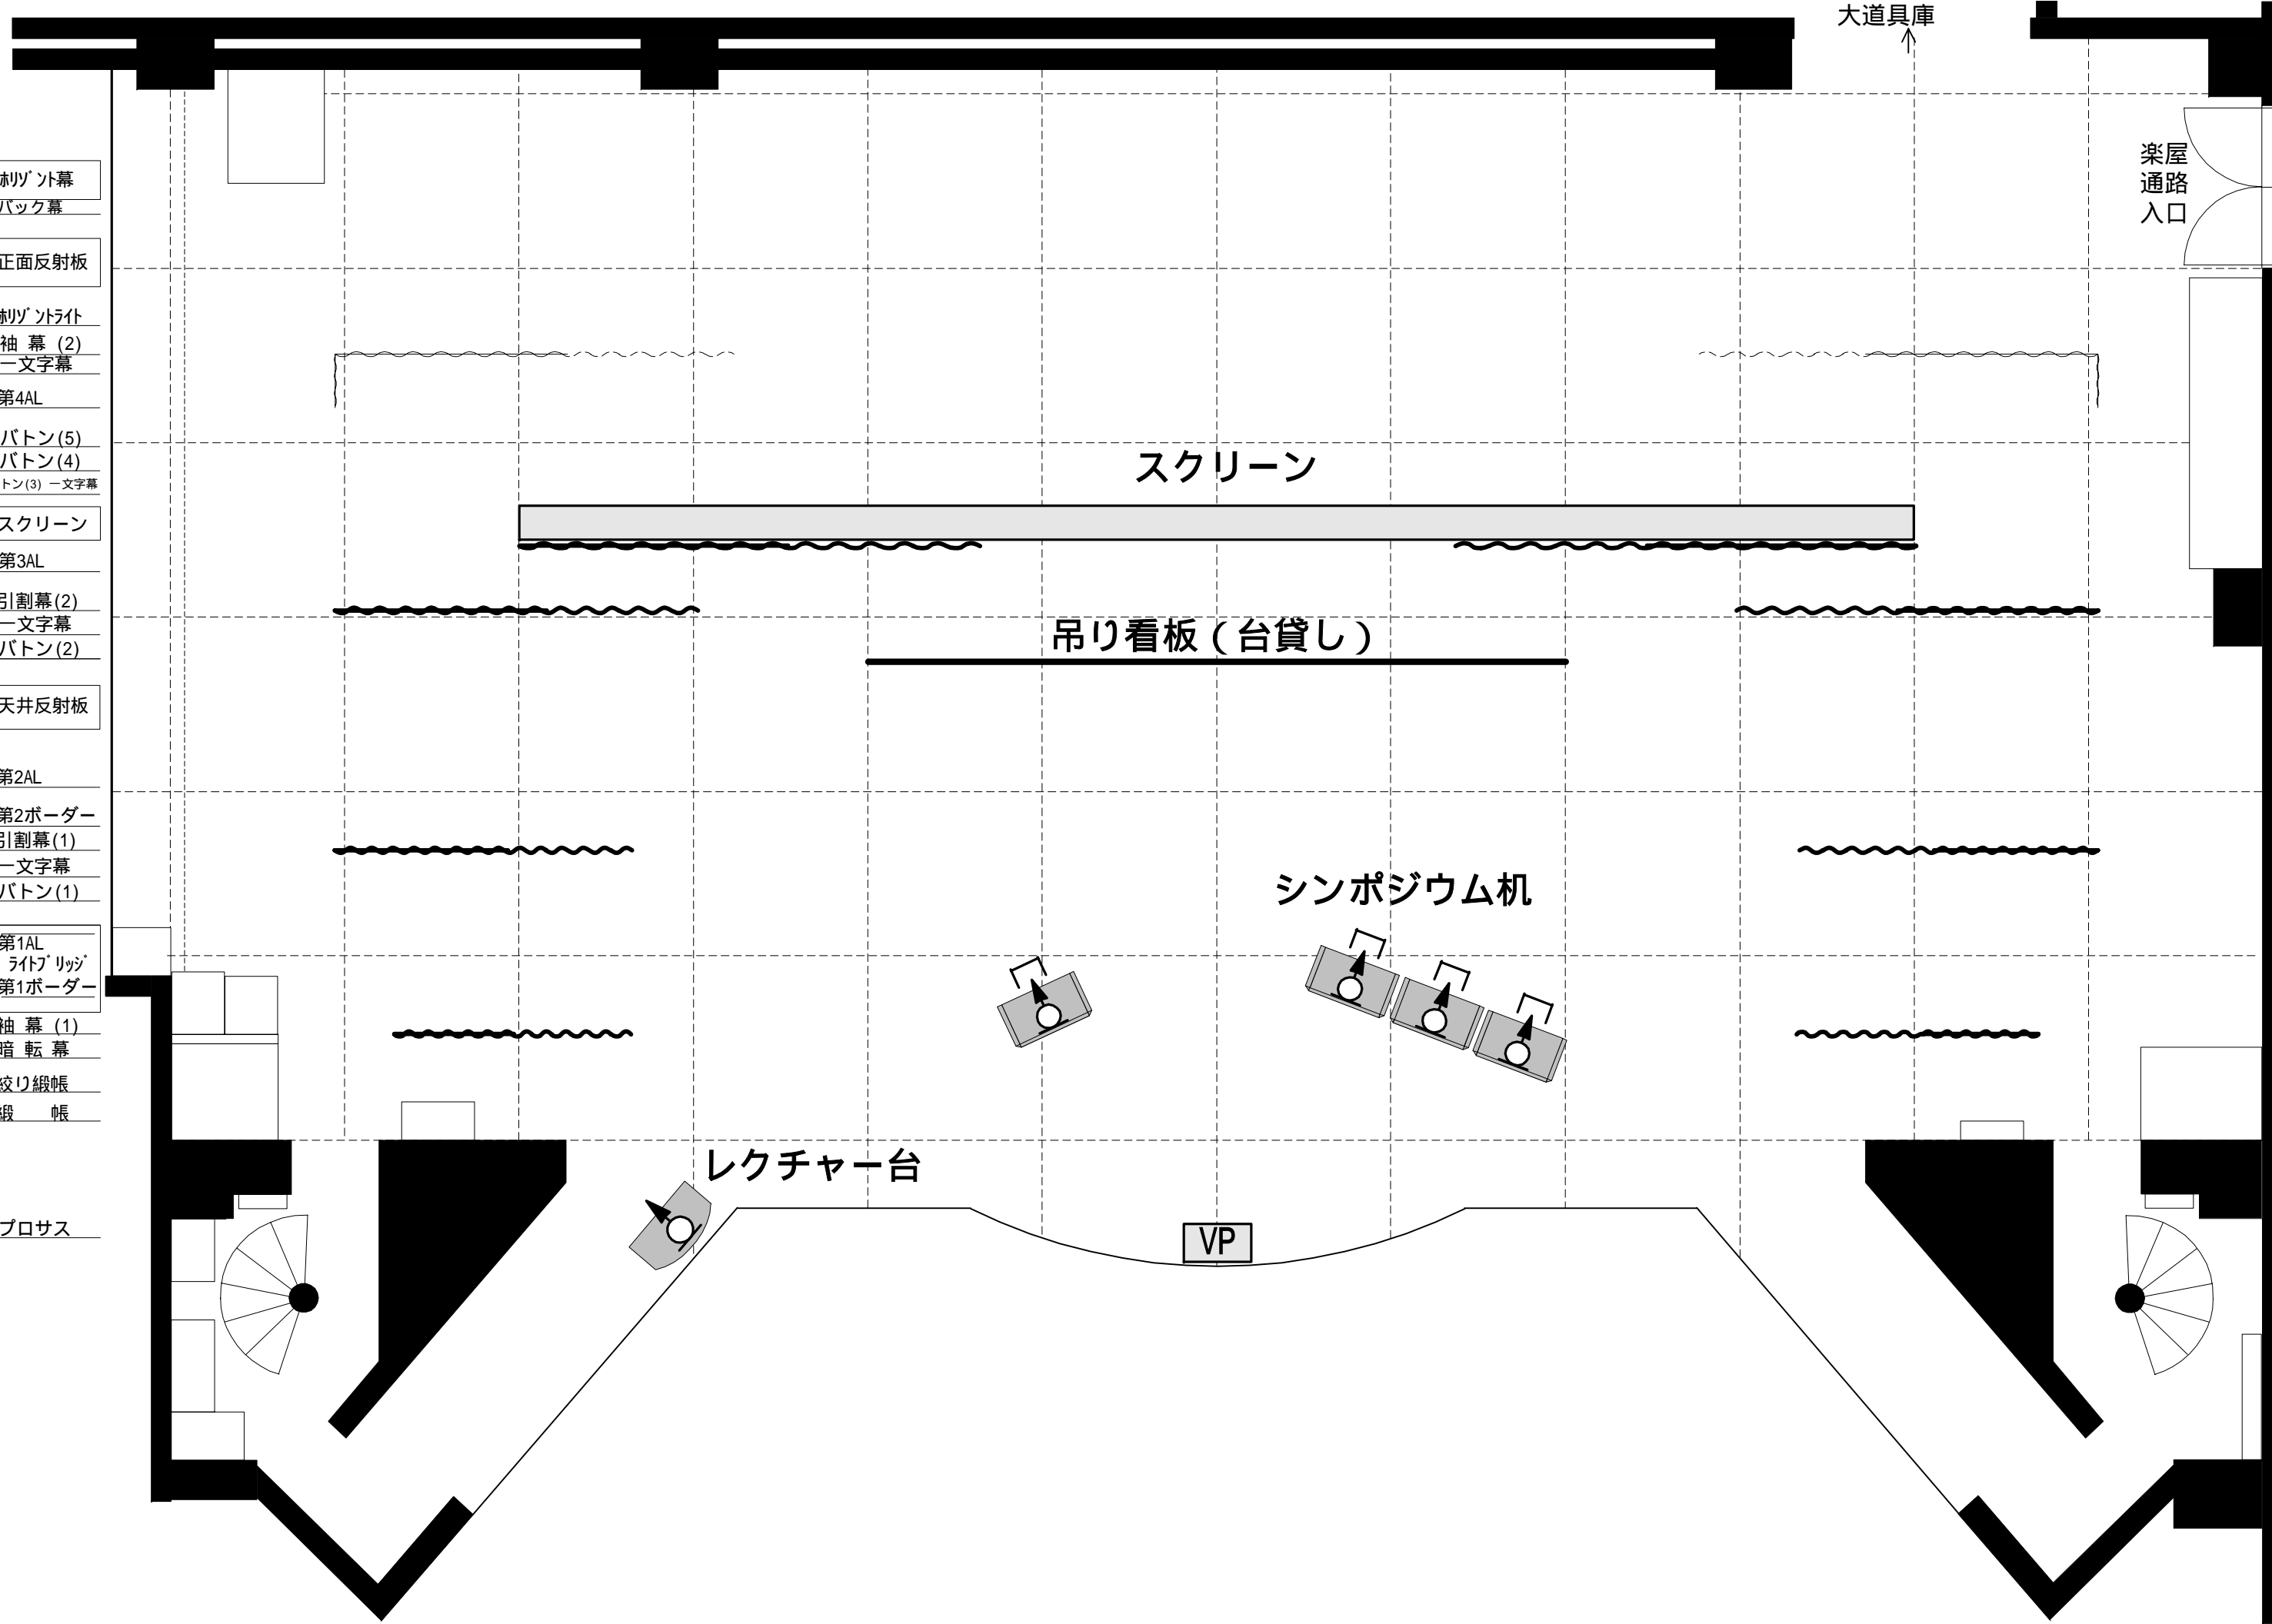 大道具庫
楽屋
通路
入口
ﾎﾘｿﾞﾝﾄ幕
バック幕
正面反射板
ﾎﾘｿﾞﾝﾄﾗｲﾄ
袖 幕 (2)
一文字幕
第4AL
バトン(5)
バトン(4)
トン(3) 一文字幕
スクリーン
第3AL
引割幕(2)
一文字幕
バトン(2)
天井反射板
第2AL
第2ボーダー
引割幕(1)
一文字幕
バトン(1)
第1AL
ﾗｲﾄﾌﾞﾘｯｼﾞ
第1ボーダー
袖 幕 (1)
暗 転 幕
絞り緞帳
緞 帳
プロサス
スクリーン
吊り看板（台貸し）
シンポジウム机
レクチャー台
VP